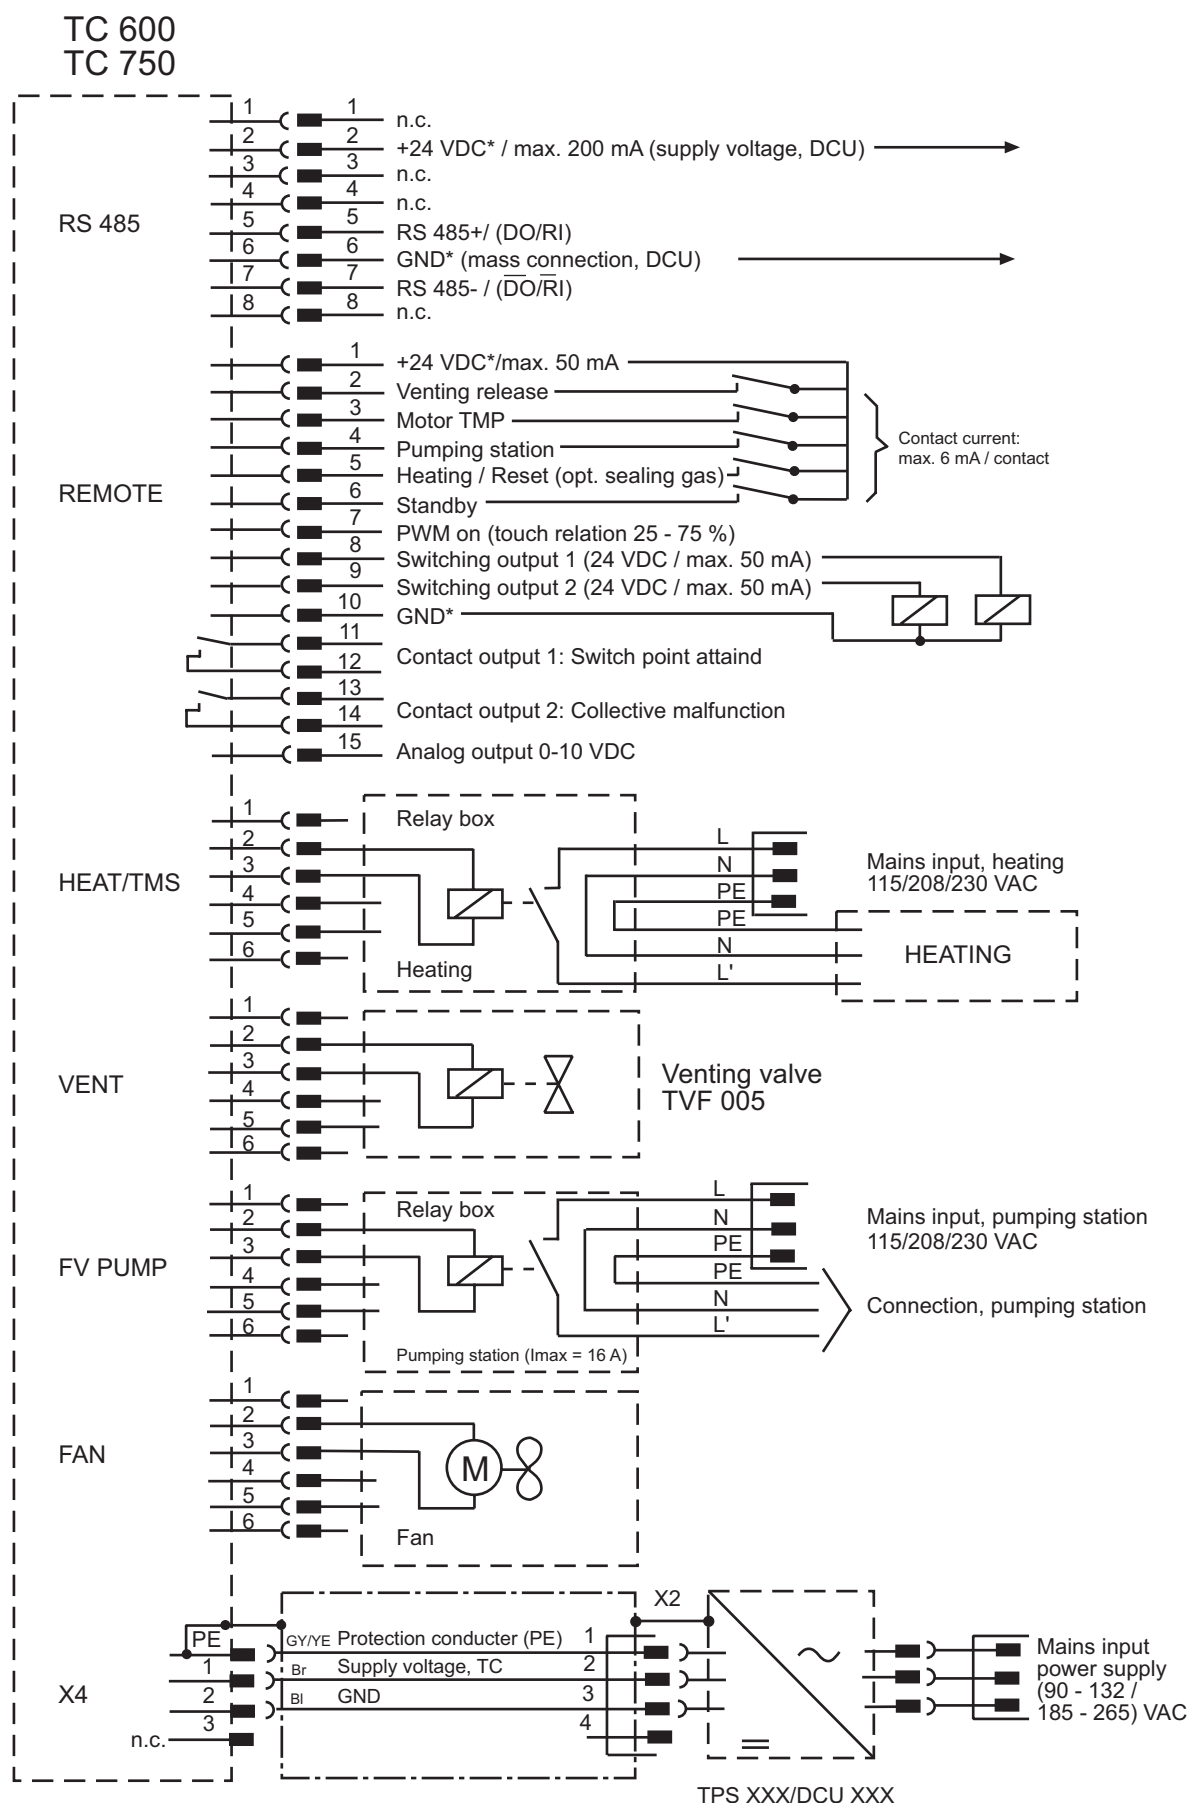 TC 600
TC 750
RS 485
1 1 n.c.
2 2 +24 VDC* / max. 200 mA (supply voltage, DCU)
3 3 n.c.
4 4 n.c.
5 5 RS 485+/ (DO/RI)
6 6 GND* (mass connection, DCU)
7 7 RS 485- / (D̅O̅/R̅I)
8 8 n.c.
REMOTE
1 +24 VDC*/max. 50 mA
2 Venting release
3 Motor TMP
4 Pumping station
5 Heating / Reset (opt. sealing gas)
6 Standby
Contact current:
max. 6 mA / contact
7 PWM on (touch relation 25 - 75 %)
8 Switching output 1 (24 VDC / max. 50 mA)
9 Switching output 2 (24 VDC / max. 50 mA)
10 GND*
11
12
Contact output 1: Switch point attaind
13
14
Contact output 2: Collective malfunction
15 Analog output 0-10 VDC
HEAT/TMS
1
2
3
4
5
6
Relay box
Heating
L
N
PE
PE
N
L'
Mains input, heating
115/208/230 VAC
HEATING
VENT
1
2
3
4
5
6
Venting valve
TVF 005
FV PUMP
1
2
3
4
5
6
Relay box
Pumping station (Imax = 16 A)
L
N
PE
PE
N
L'
Mains input, pumping station
115/208/230 VAC
Connection, pumping station
FAN
1
2
3
4
5
6
M
Fan
X4
PE
1
2
3
n.c.
GY/YE Protection conducter (PE) 1
Br Supply voltage, TC 2
Bl GND 3
4
X2
Mains input
power supply
(90 - 132 /
185 - 265) VAC
TPS XXX/DCU XXX